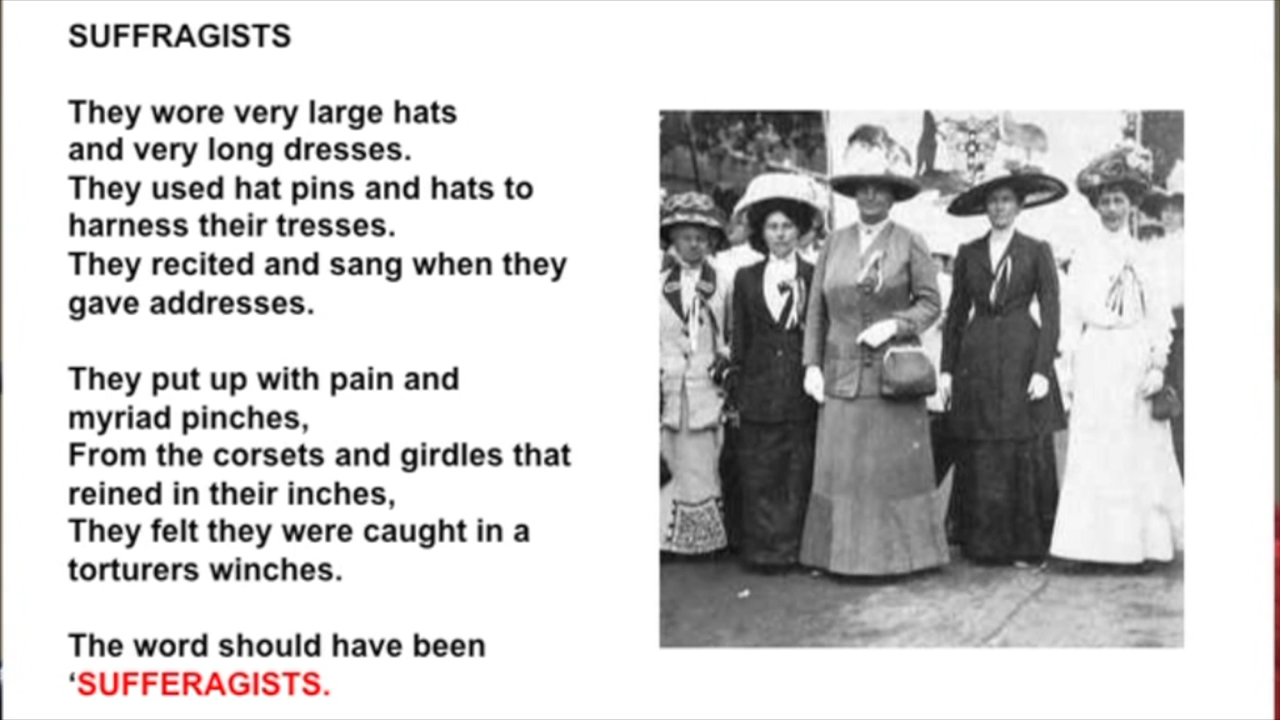 SUFFRAGISTS
They wore very large hats
and very long dresses.
They used hat pins and hats to
harness their tresses.
They recited and sang when they
gave addresses.
They put up with pain and
myriad pinches,
From the corsets and girdles that
reined in their inches,
They felt they were caught in a
torturers winches.
The word should have been
‘SUFFERAGISTS.